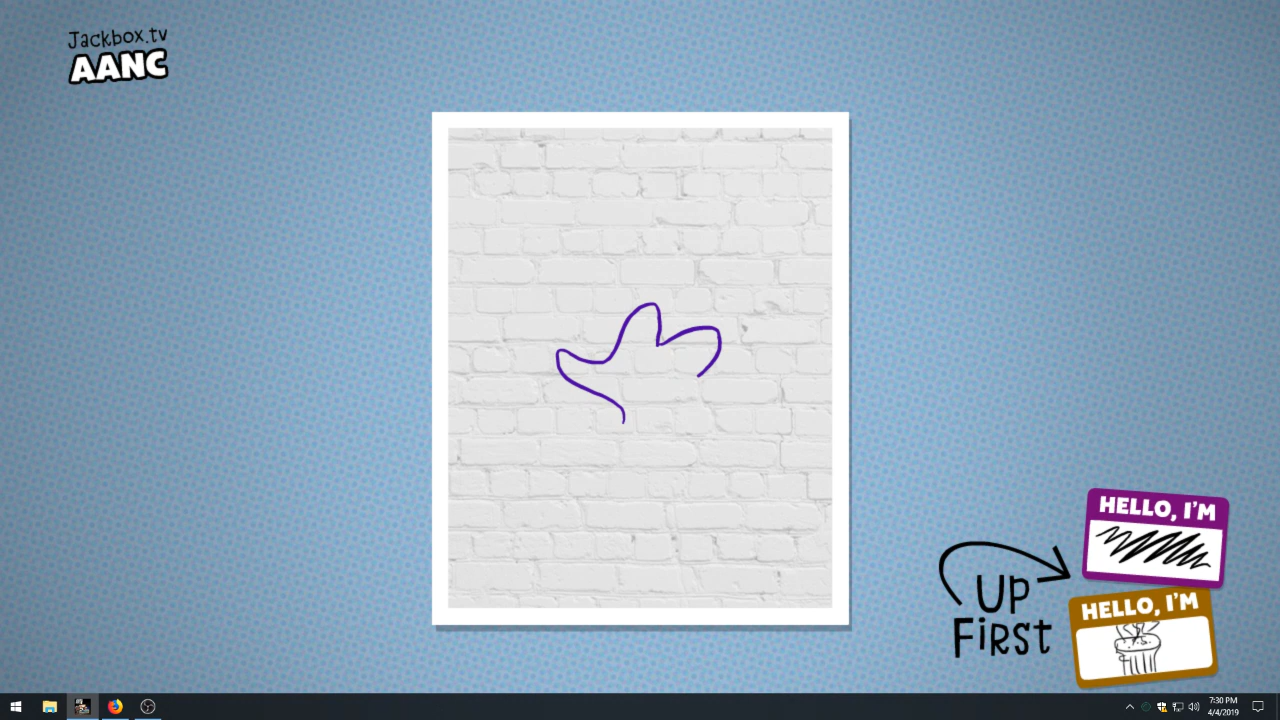 Jackbox.tv
AANC
HELLO, I'M
UP
FIRST
HELLO, I'M
7:30 PM
4/4/2019